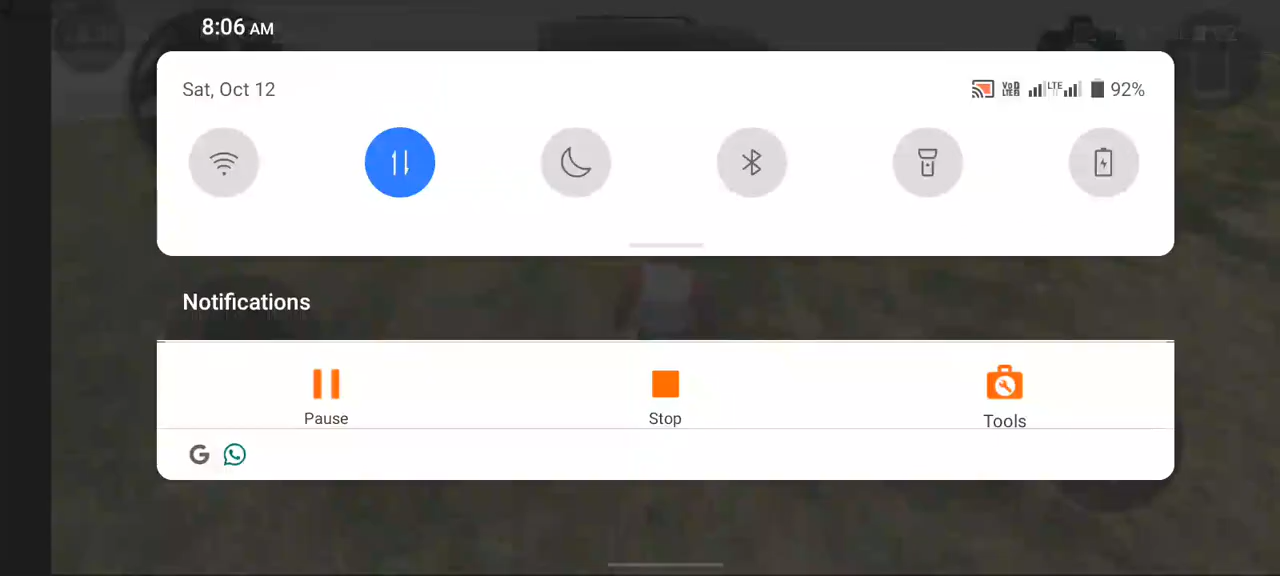 8:06 AM
Sat, Oct 12
LTE
92%
Notifications
Pause
Stop
Tools